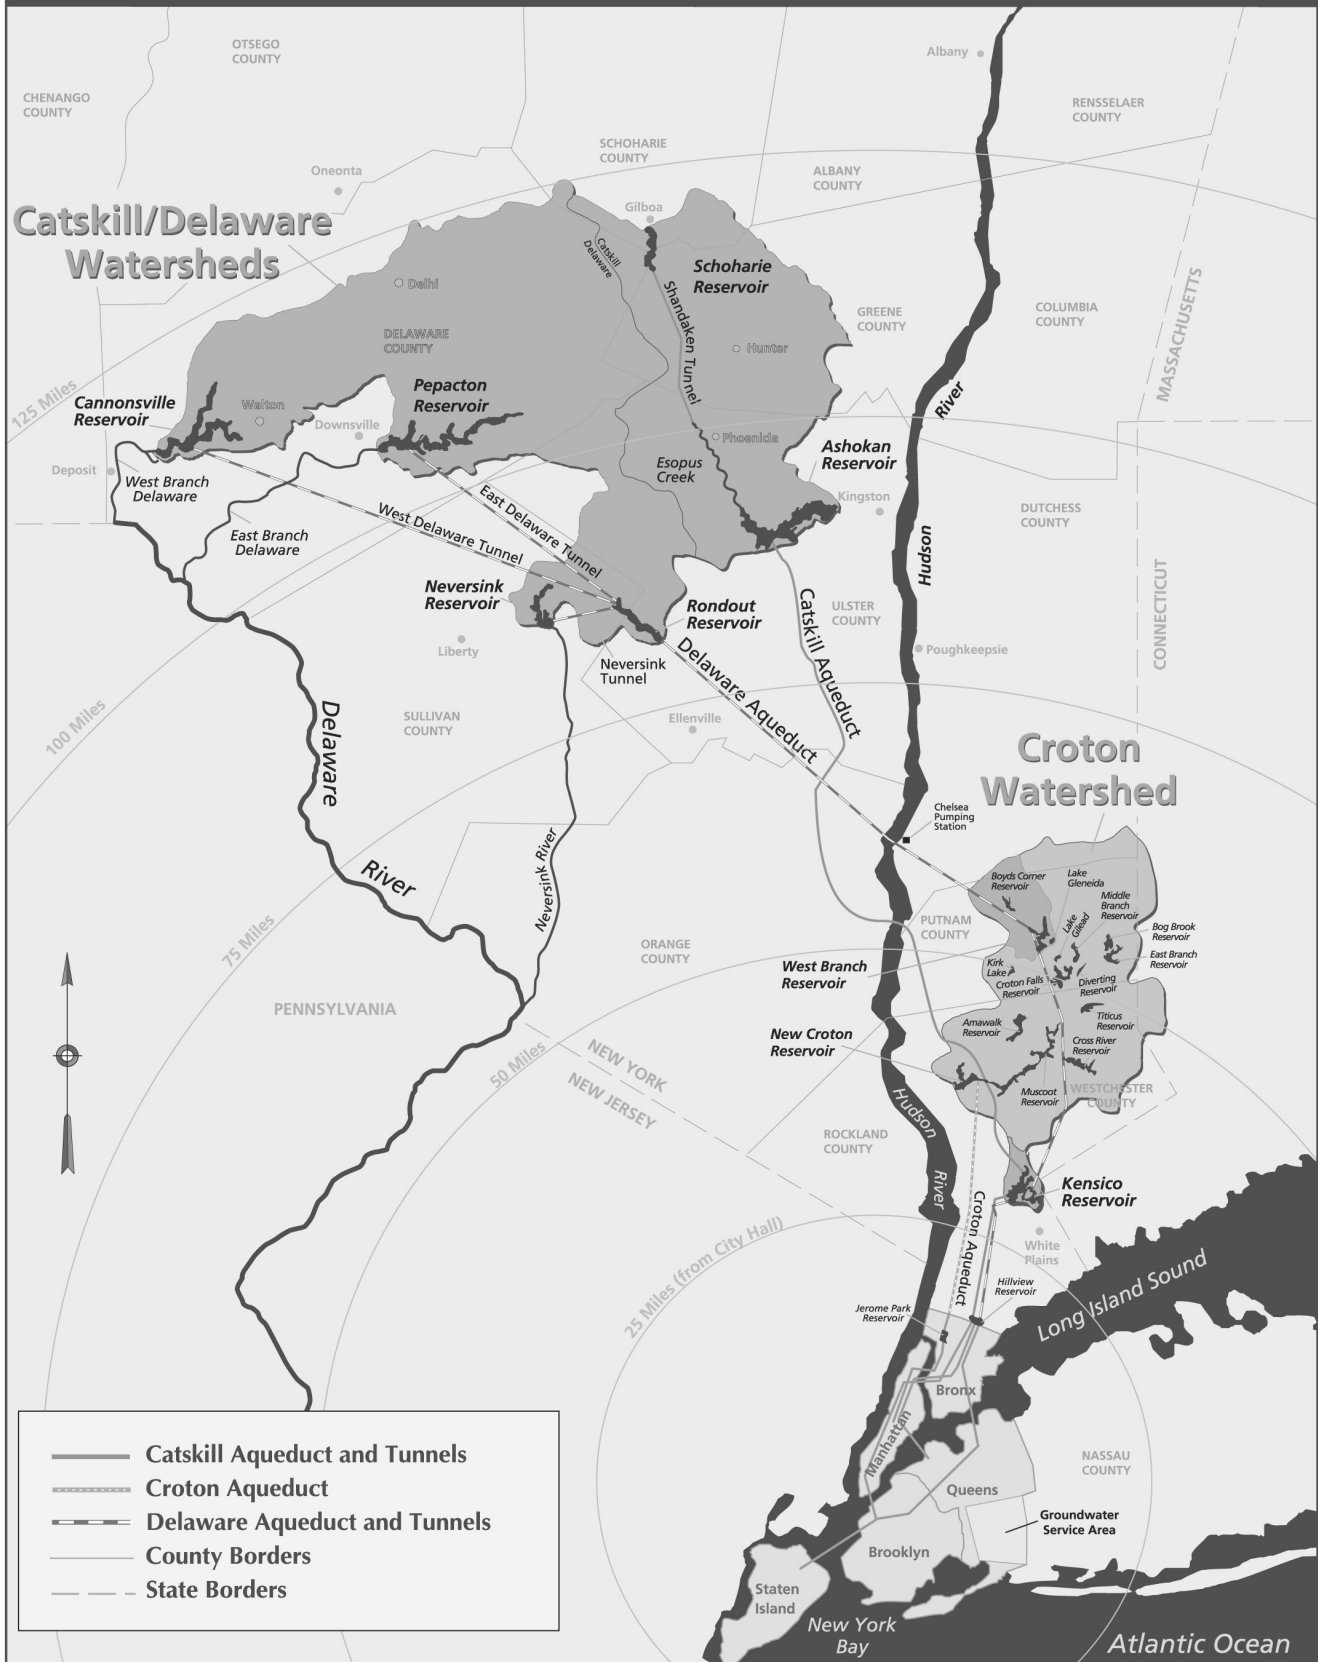 Albany
OTSEGO
COUNTY
CHENANGO
COUNTY
RENSSELAER
COUNTY
SCHOHARIE
COUNTY
ALBANY
COUNTY
Oneonta
Catskill/Delaware
Watersheds
Gilboa
Catskill
Delaware
Schoharie
Reservoir
Shandaken Tunnel
Delhi
DELAWARE
COUNTY
GREENE
COUNTY
COLUMBIA
COUNTY
MASSACHUSETTS
Hunter
125 Miles
Cannonsville
Reservoir
Walton
Pepacton
Reservoir
Downsville
River
Phoenicia
Ashokan
Reservoir
Deposit
West Branch
Delaware
Esopus
Creek
Kingston
DUTCHESS
COUNTY
East Branch
Delaware
West Delaware Tunnel
East Delaware Tunnel
Hudson
Neversink
Reservoir
Rondout
Reservoir
Catskill Aqueduct
ULSTER
COUNTY
CONNECTICUT
Liberty
Neversink
Tunnel
Delaware Aqueduct
Poughkeepsie
100 Miles
Delaware
SULLIVAN
COUNTY
Ellenville
Croton
Watershed
Chelsea
Pumping
Station
River
Neversink River
Boyds Corner
Reservoir
Lake
Gleneida
Middle
Branch
Reservoir
Lake
Gilead
PUTNAM
COUNTY
Bog Brook
Reservoir
East Branch
Reservoir
75 Miles
ORANGE
COUNTY
West Branch
Reservoir
Kirk
Lake
Croton Falls
Reservoir
Diverting
Reservoir
PENNSYLVANIA
New Croton
Reservoir
Amawalk
Reservoir
Titicus
Reservoir
Cross River
Reservoir
50 Miles
NEW YORK
NEW JERSEY
Muscoot
Reservoir
WESTCHESTER
COUNTY
Hudson
River
ROCKLAND
COUNTY
Kensico
Reservoir
Croton Aqueduct
White
Plains
25 Miles (from City Hall)
Hillview
Reservoir
Jerome Park
Reservoir
Long Island Sound
Bronx
Manhattan
NASSAU
COUNTY
Queens
Groundwater
Service Area
Brooklyn
Staten
Island
New York
Bay
Atlantic Ocean
Catskill Aqueduct and Tunnels
Croton Aqueduct
Delaware Aqueduct and Tunnels
County Borders
State Borders